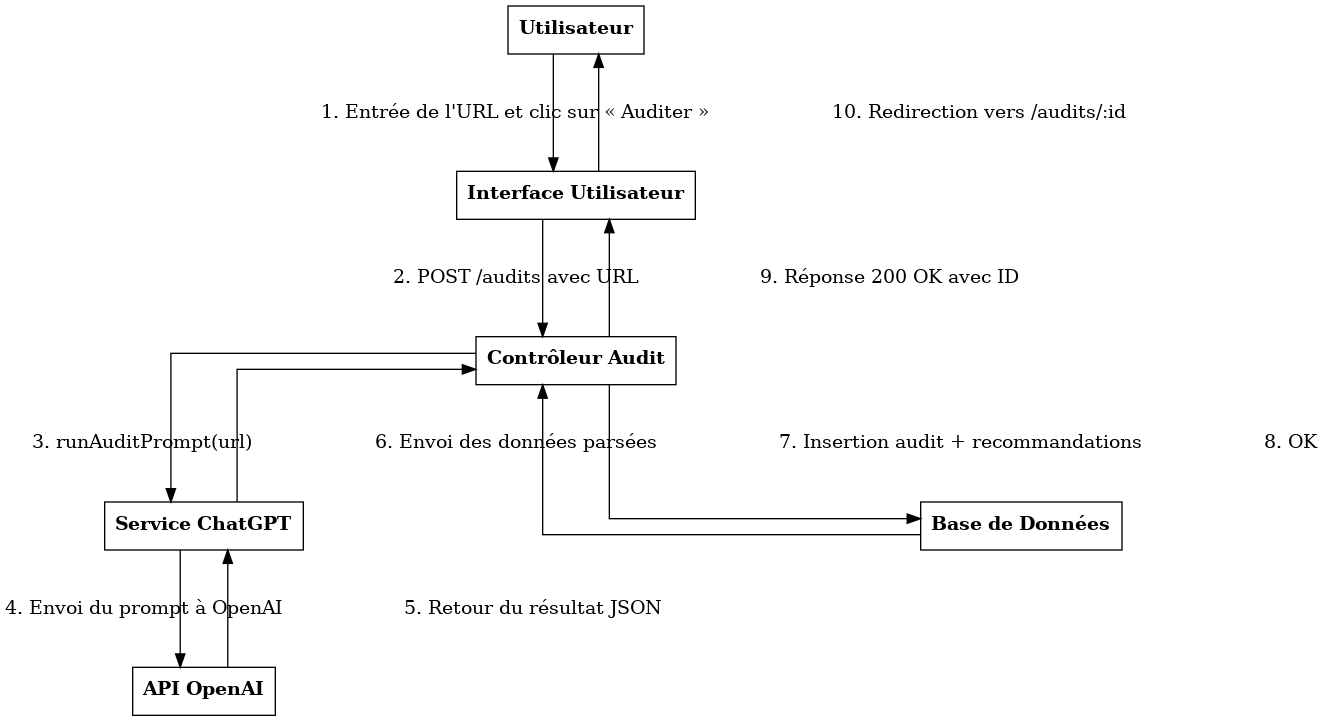 Utilisateur
1. Entrée de l'URL et clic sur « Auditer »
10. Redirection vers /audits/:id
Interface Utilisateur
2. POST /audits avec URL
9. Réponse 200 OK avec ID
Contrôleur Audit
3. runAuditPrompt(url)
6. Envoi des données parsées
7. Insertion audit + recommandations
8. OK
Service ChatGPT
Base de Données
4. Envoi du prompt à OpenAI
5. Retour du résultat JSON
API OpenAI